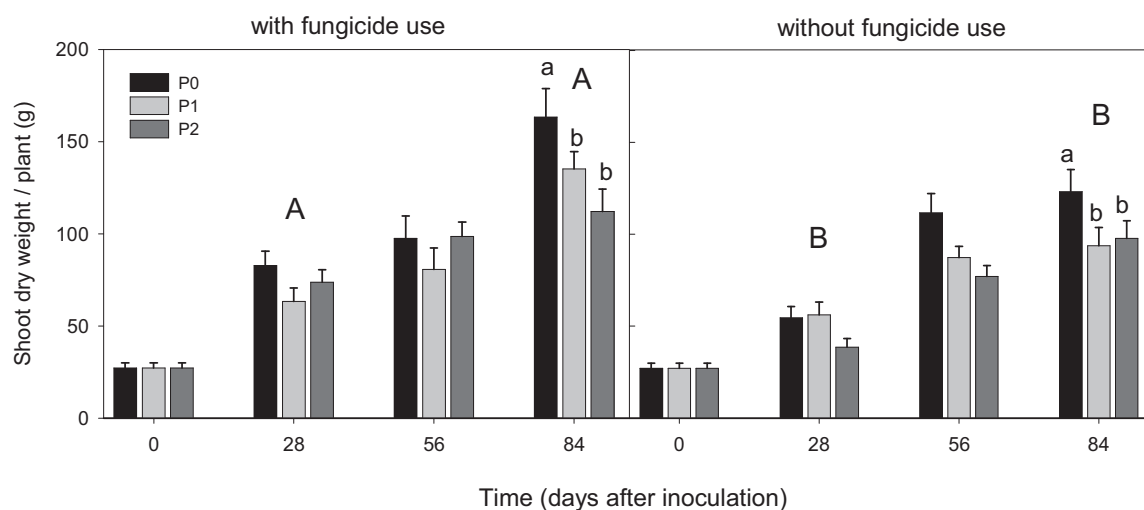 with fungicide use
without fungicide use
Shoot dry weight / plant (g)
200
150
100
50
0
P0
P1
P2
A
a
A
b
b
B
B
a
b
b
0
28
56
84
0
28
56
84
Time (days after inoculation)